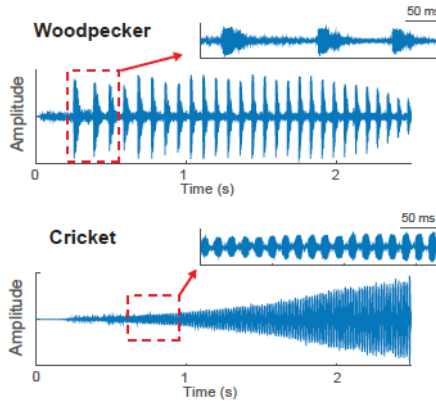 50 ms
Woodpecker
Amplitude
0 1 2
Time (s)
50 ms
Cricket
Amplitude
0 1 2
Time (s)